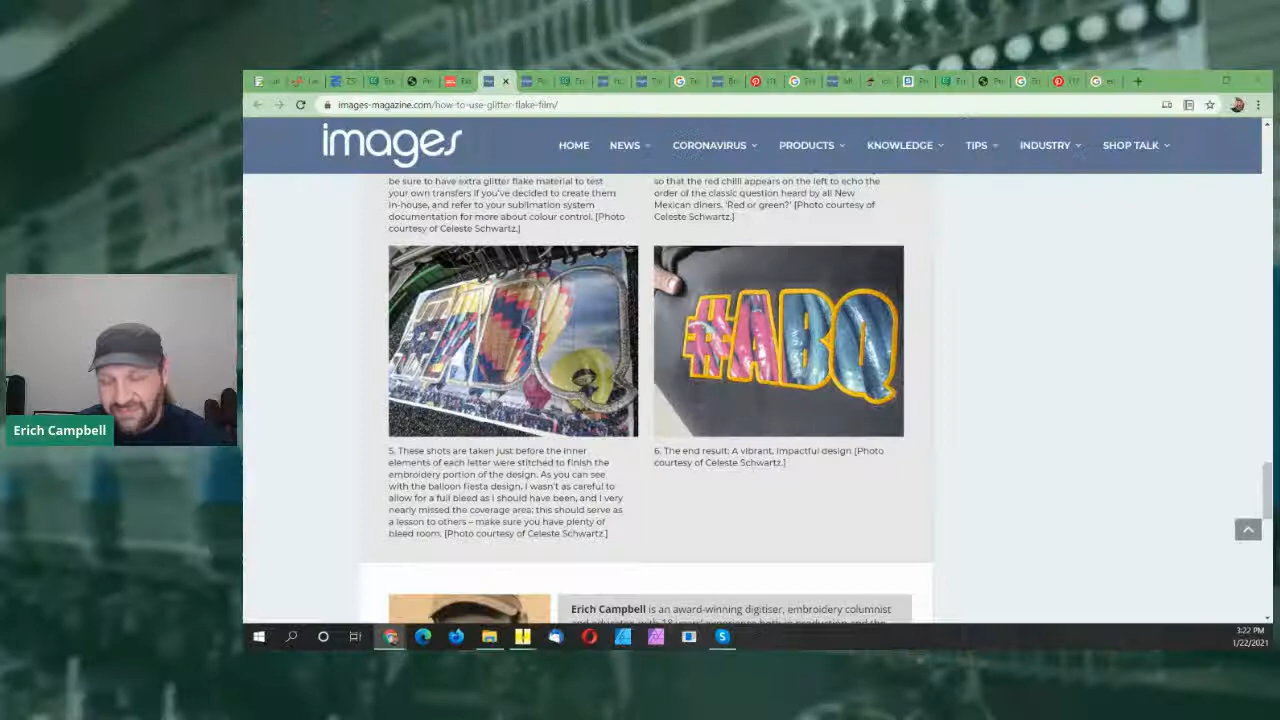 images-magazine.com/how-to-use-glitter-flake-film/
images
HOME NEWS CORONAVIRUS PRODUCTS KNOWLEDGE TIPS INDUSTRY SHOP TALK
be sure to have extra glitter flake material to test
your own transfers if you've decided to create them
in-house, and refer to your sublimation system
documentation for more about colour control. [Photo
courtesy of Celeste Schwartz.]
so that the red chilli appears on the left to echo the
order of the classic question heard by all New
Mexican diners, 'Red or green?' [Photo courtesy of
Celeste Schwartz.]
#ABQ
#ABQ
5. These shots are taken just before the inner
elements of each letter were stitched to finish the
embroidery portion of the design. As you can see
with the balloon fiesta design, I wasn't as careful to
allow for a full bleed as I should have been, and I very
nearly missed the coverage area; this should serve as
a lesson to others – make sure you have plenty of
bleed room. [Photo courtesy of Celeste Schwartz.]
6. The end result: A vibrant, impactful design [Photo
courtesy of Celeste Schwartz.]
Erich Campbell is an award-winning digitiser, embroidery columnist
Erich Campbell
3:22 PM
1/22/2021